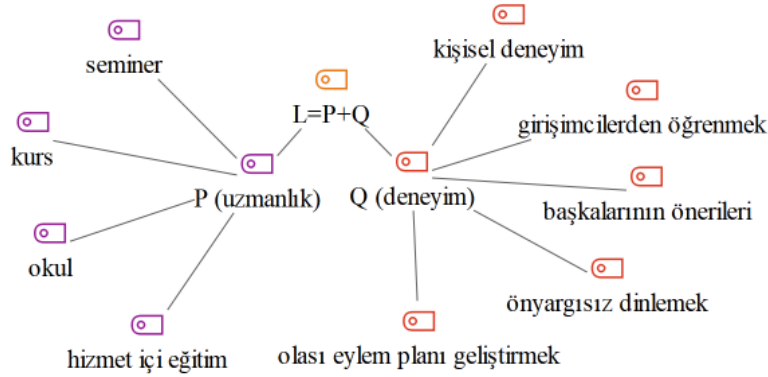 kişisel deneyim
seminer
L=P+Q
girişimcilerden öğrenmek
kurs
P (uzmanlık)
Q (deneyim)
başkalarının önerileri
okul
önyargısız dinlemek
hizmet içi eğitim
olası eylem planı geliştirmek